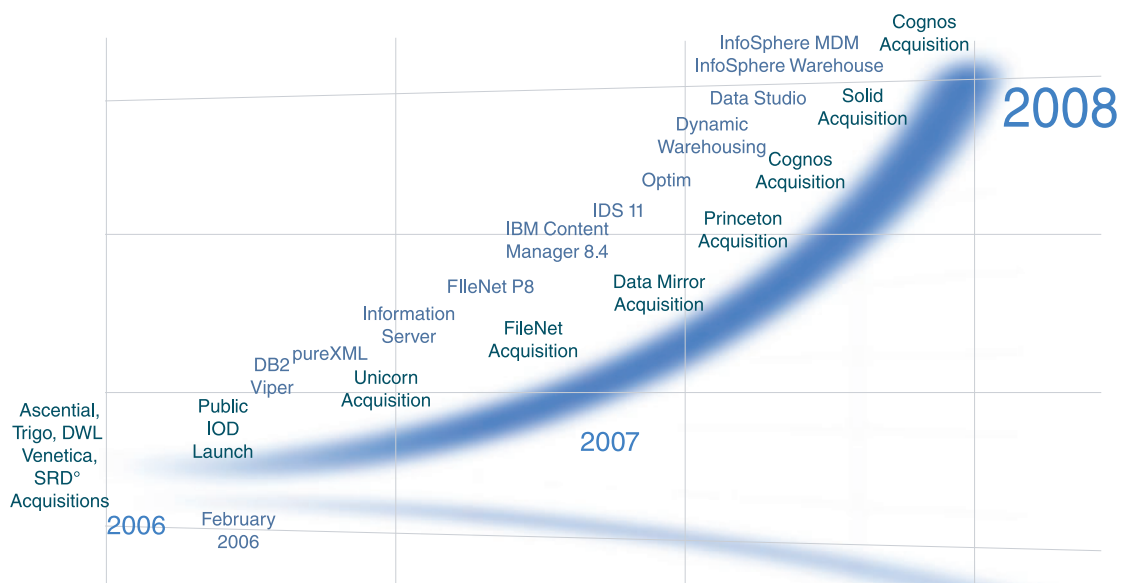 Cognos
Acquisition
InfoSphere MDM
InfoSphere Warehouse
Data Studio
Solid
Acquisition
2008
Dynamic
Warehousing
Cognos
Acquisition
Optim
IDS 11
Princeton
Acquisition
IBM Content
Manager 8.4
FIleNet P8
Data Mirror
Acquisition
Information
Server
FileNet
Acquisition
pureXML
DB2
Viper
Unicorn
Acquisition
Public
IOD
Launch
Ascential,
Trigo, DWL
Venetica,
SRD°
Acquisitions
2007
2006
February
2006